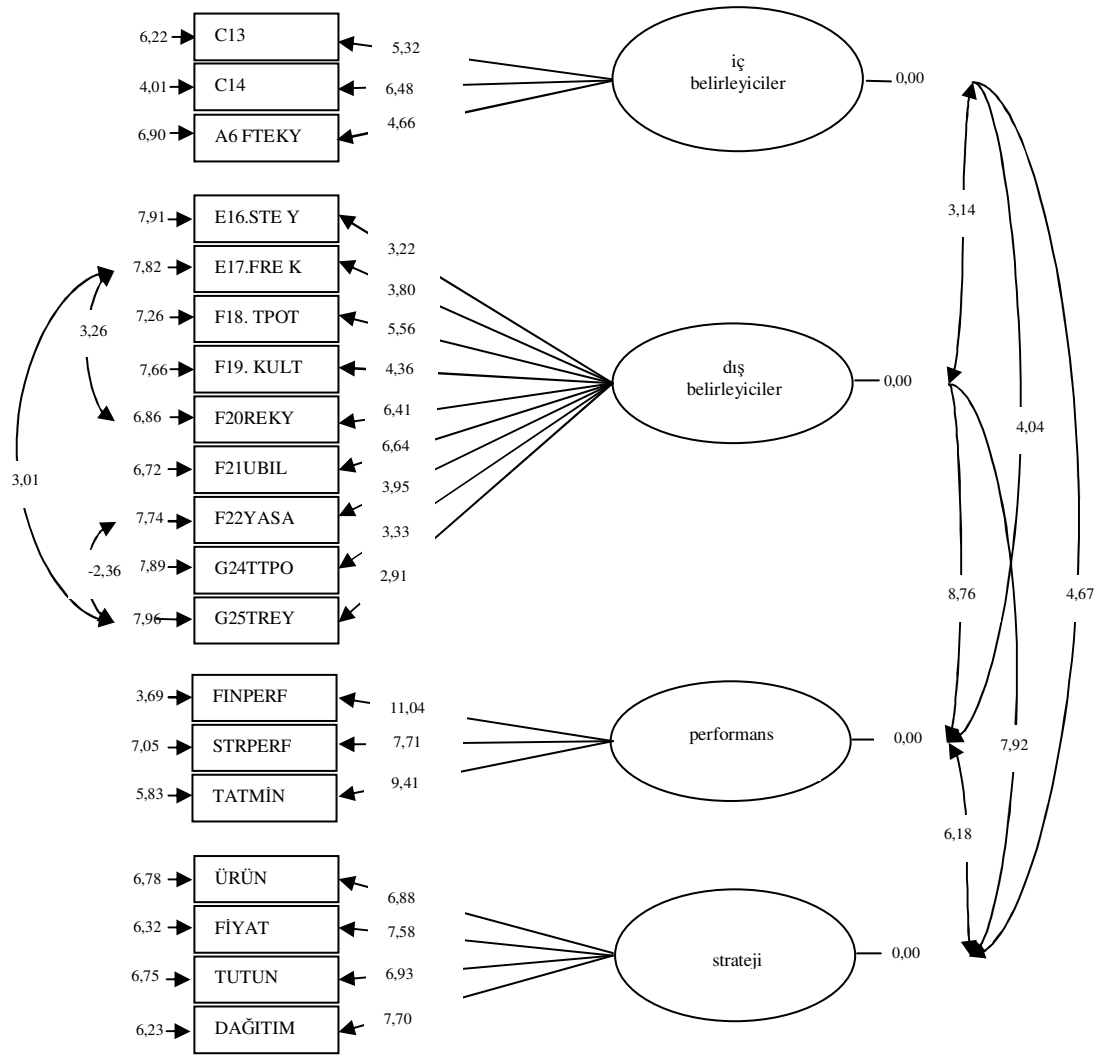 6,22
C13
5,32
iç
belirleyiciler
0,00
4,01
C14
6,48
6,90
A6 FTEKY
4,66
7,91
E16.STE Y
3,22
3,14
7,82
E17.FRE K
3,80
3,26
7,26
F18. TPOT
5,56
7,66
F19. KULT
4,36
dış
belirleyiciler
0,00
6,86
F20REKY
6,41
4,04
6,72
F21UBIL
6,64
3,01
7,74
F22YASA
3,95
-2,36
7,89
G24TTPO
3,33
7,96
G25TREY
2,91
8,76
4,67
3,69
FINPERF
11,04
7,05
STRPERF
7,71
performans
0,00
7,92
5,83
TATMİN
9,41
6,18
6,78
ÜRÜN
6,88
6,32
FİYAT
7,58
strateji
0,00
6,75
TUTUN
6,93
6,23
DAĞITIM
7,70